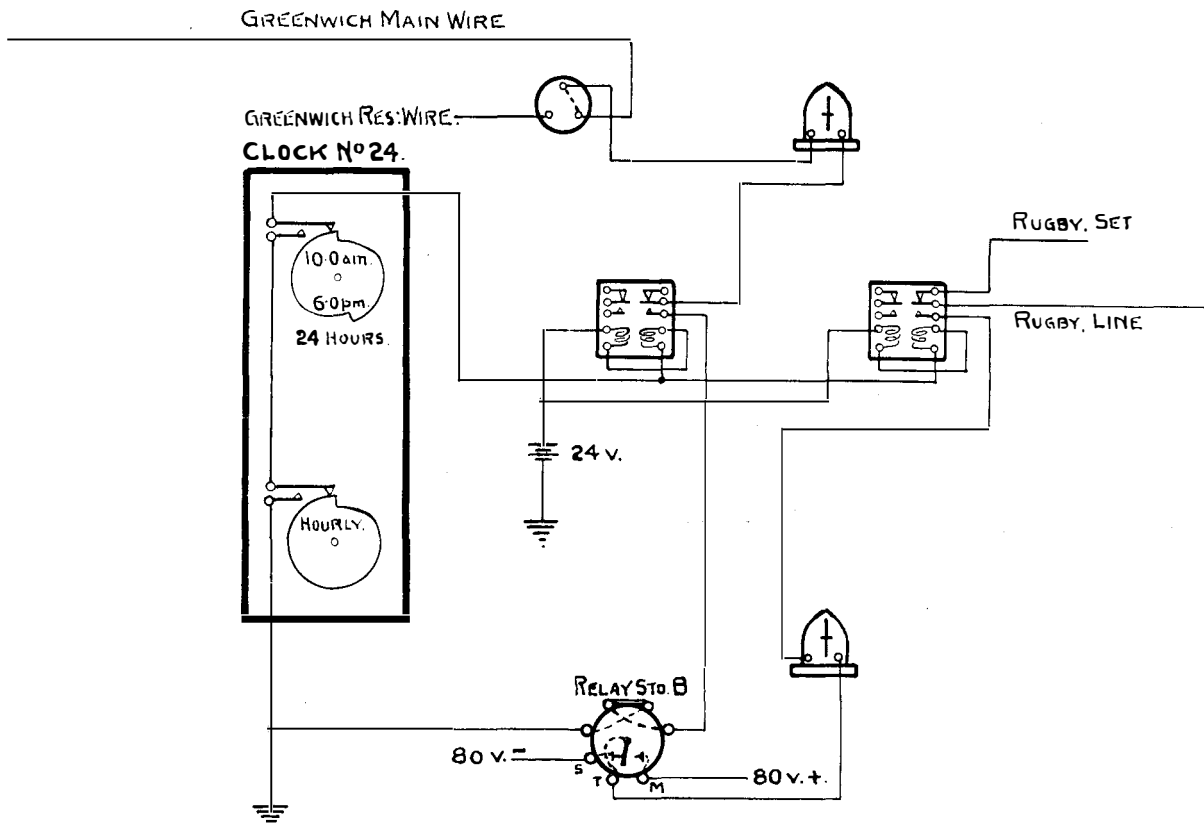 GREENWICH MAIN WIRE
GREENWICH RES: WIRE.
CLOCK Nº 24.
10.0 am.
6.0 pm.
24 HOURS.
RUGBY, SET
RUGBY, LINE
24 V.
HOURLY.
RELAY STD. B
80 V. -
S
T
M
80 V. +.